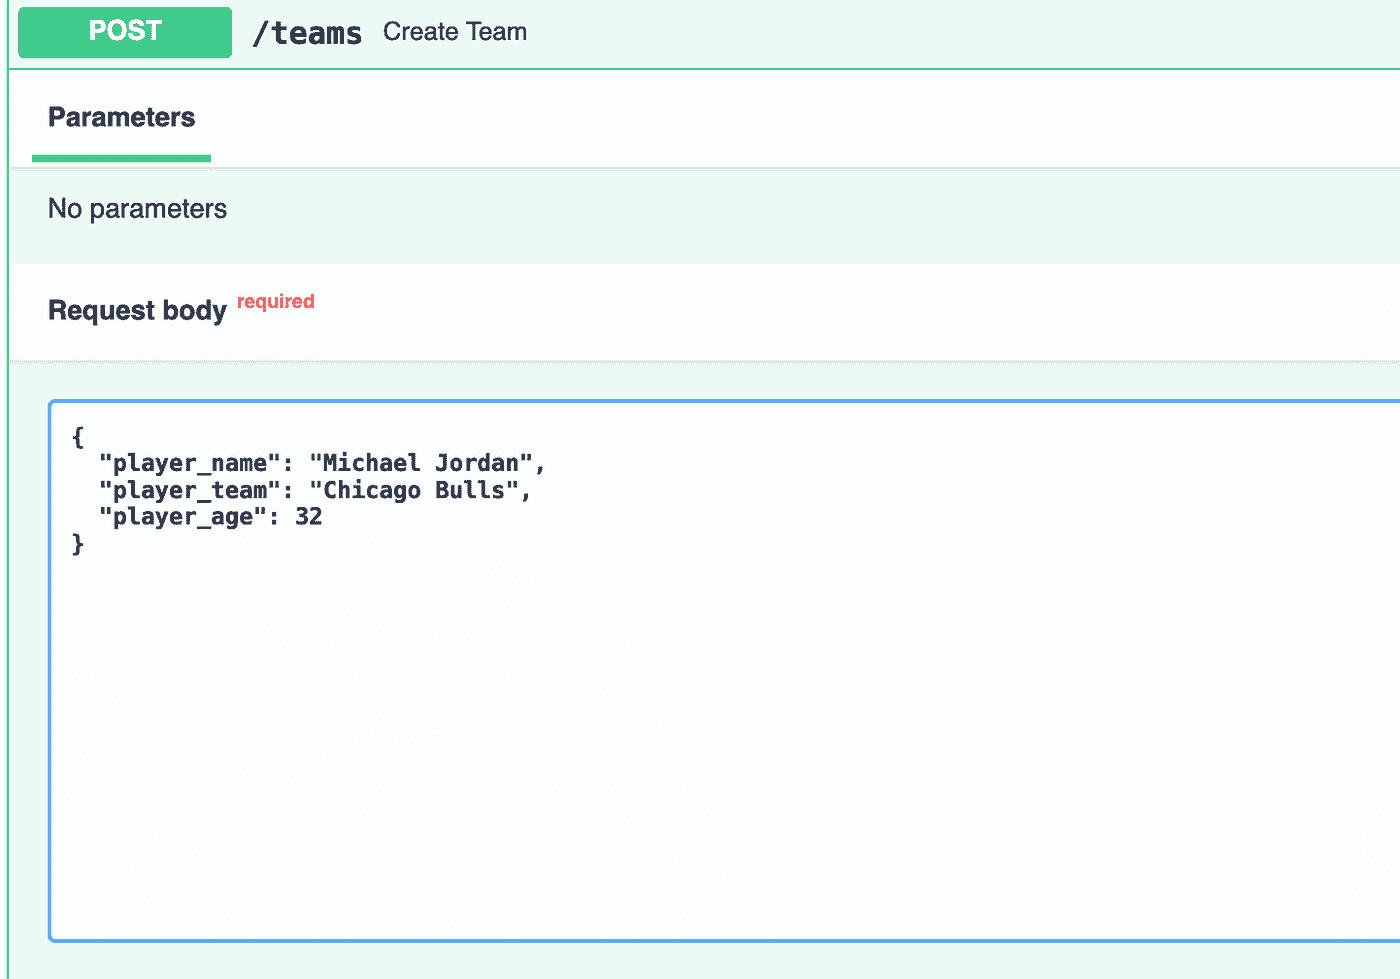 POST /teams Create Team
Parameters
No parameters
Request body required
{
  "player_name": "Michael Jordan",
  "player_team": "Chicago Bulls",
  "player_age": 32
}